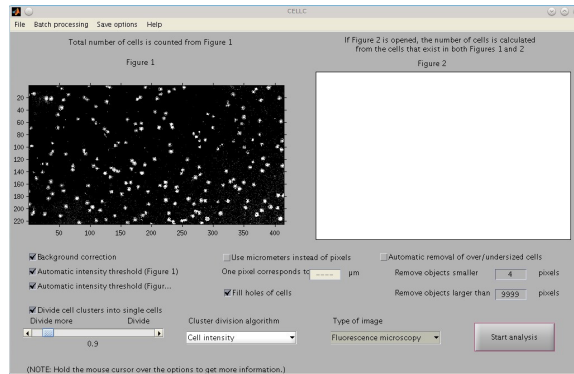 CELLC
File Batch processing Save options Help
Total number of cells is counted from Figure 1
If Figure 2 is opened, the number of cells is calculated
from the cells that exist in both Figures 1 and 2
Figure 1
Figure 2
20
40
60
80
100
120
140
160
180
200
220
50 100 150 200 250 300 350 400
Background correction
Use micrometers instead of pixels
Automatic removal of over/undersized cells
Automatic intensity threshold (Figure 1)
One pixel corresponds to ---- µm
Remove objects smaller 4 pixels
Automatic intensity threshold (Figur...
Fill holes of cells
Remove objects larger than 9999 pixels
Divide cell clusters into single cells
Divide more Divide
Cluster division algorithm
Type of image
Cell intensity
Fluorescence microscopy
Start analysis
0.9
(NOTE: Hold the mouse cursor over the options to get more information.)